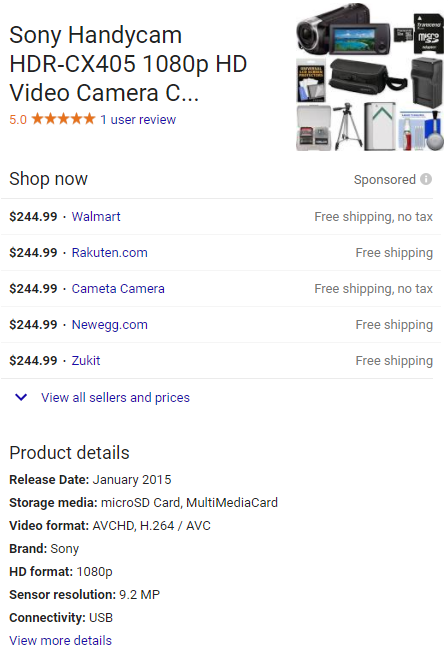 Sony Handycam
HDR-CX405 1080p HD
Video Camera C...
5.0 ★★★★★ 1 user review
Transcend
micro
SD
Shop now
Sponsored
$244.99 · Walmart Free shipping, no tax
$244.99 · Rakuten.com Free shipping
$244.99 · Cameta Camera Free shipping, no tax
$244.99 · Newegg.com Free shipping
$244.99 · Zukit Free shipping
View all sellers and prices
Product details
Release Date: January 2015
Storage media: microSD Card, MultiMediaCard
Video format: AVCHD, H.264 / AVC
Brand: Sony
HD format: 1080p
Sensor resolution: 9.2 MP
Connectivity: USB
View more details